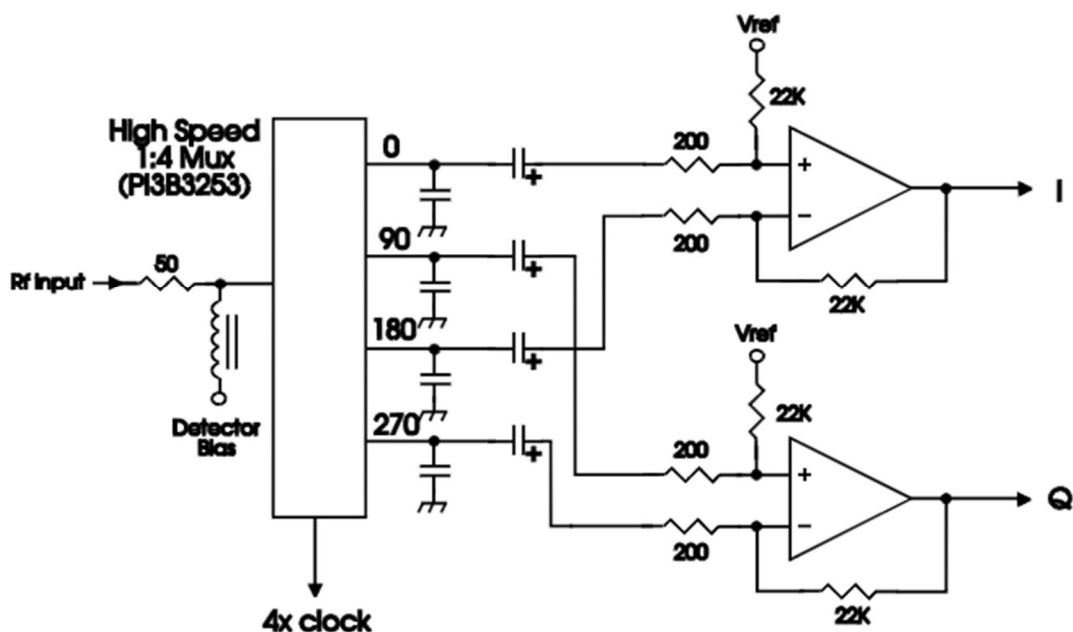 Vref
22K
High Speed
1:4 Mux
(PI3B3253)
0
200
+
I
-
200
22K
90
+
Rf Input
50
+
180
+
Vref
22K
270
+
Detector
Bias
200
+
Q
-
200
22K
4x clock